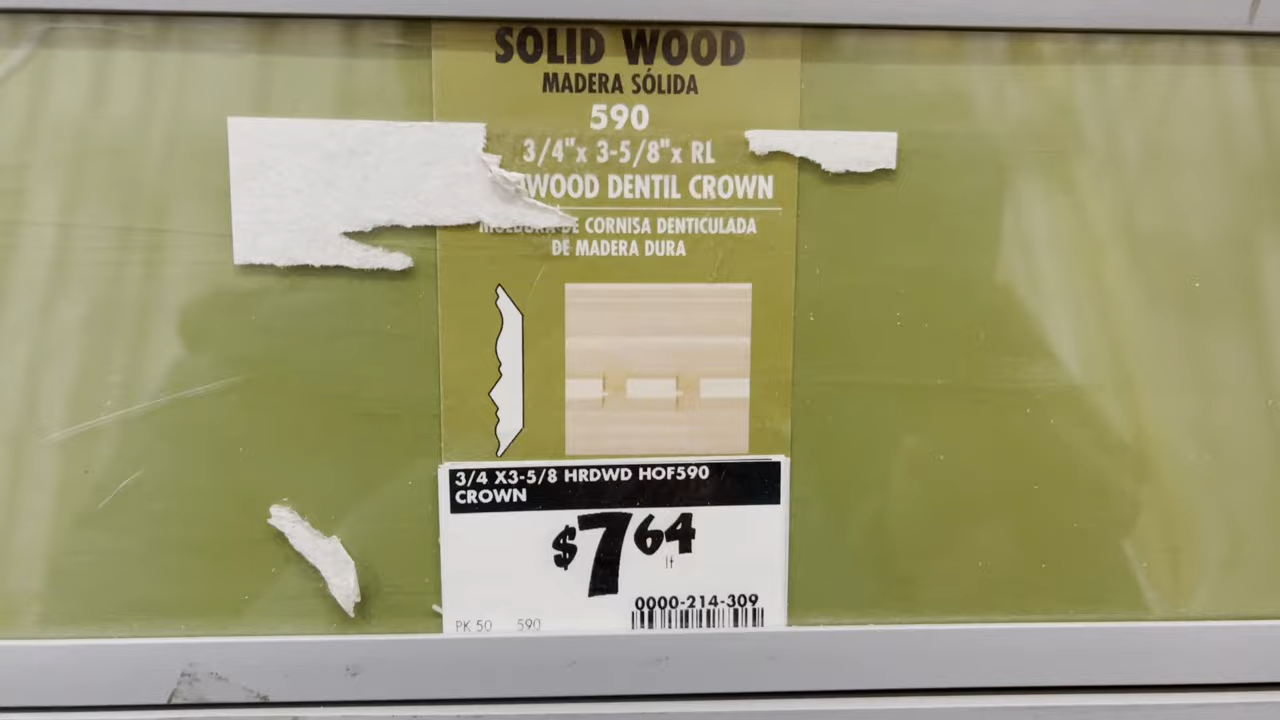 SOLID WOOD
MADERA SÓLIDA
590
3/4"x 3-5/8"x RL
WOOD DENTIL CROWN
MOLDURA DE CORNISA DENTICULADA
DE MADERA DURA
3/4 X3-5/8 HRDWD HOF590
CROWN
$7 64
lf
0000-214-309
PK 50 590